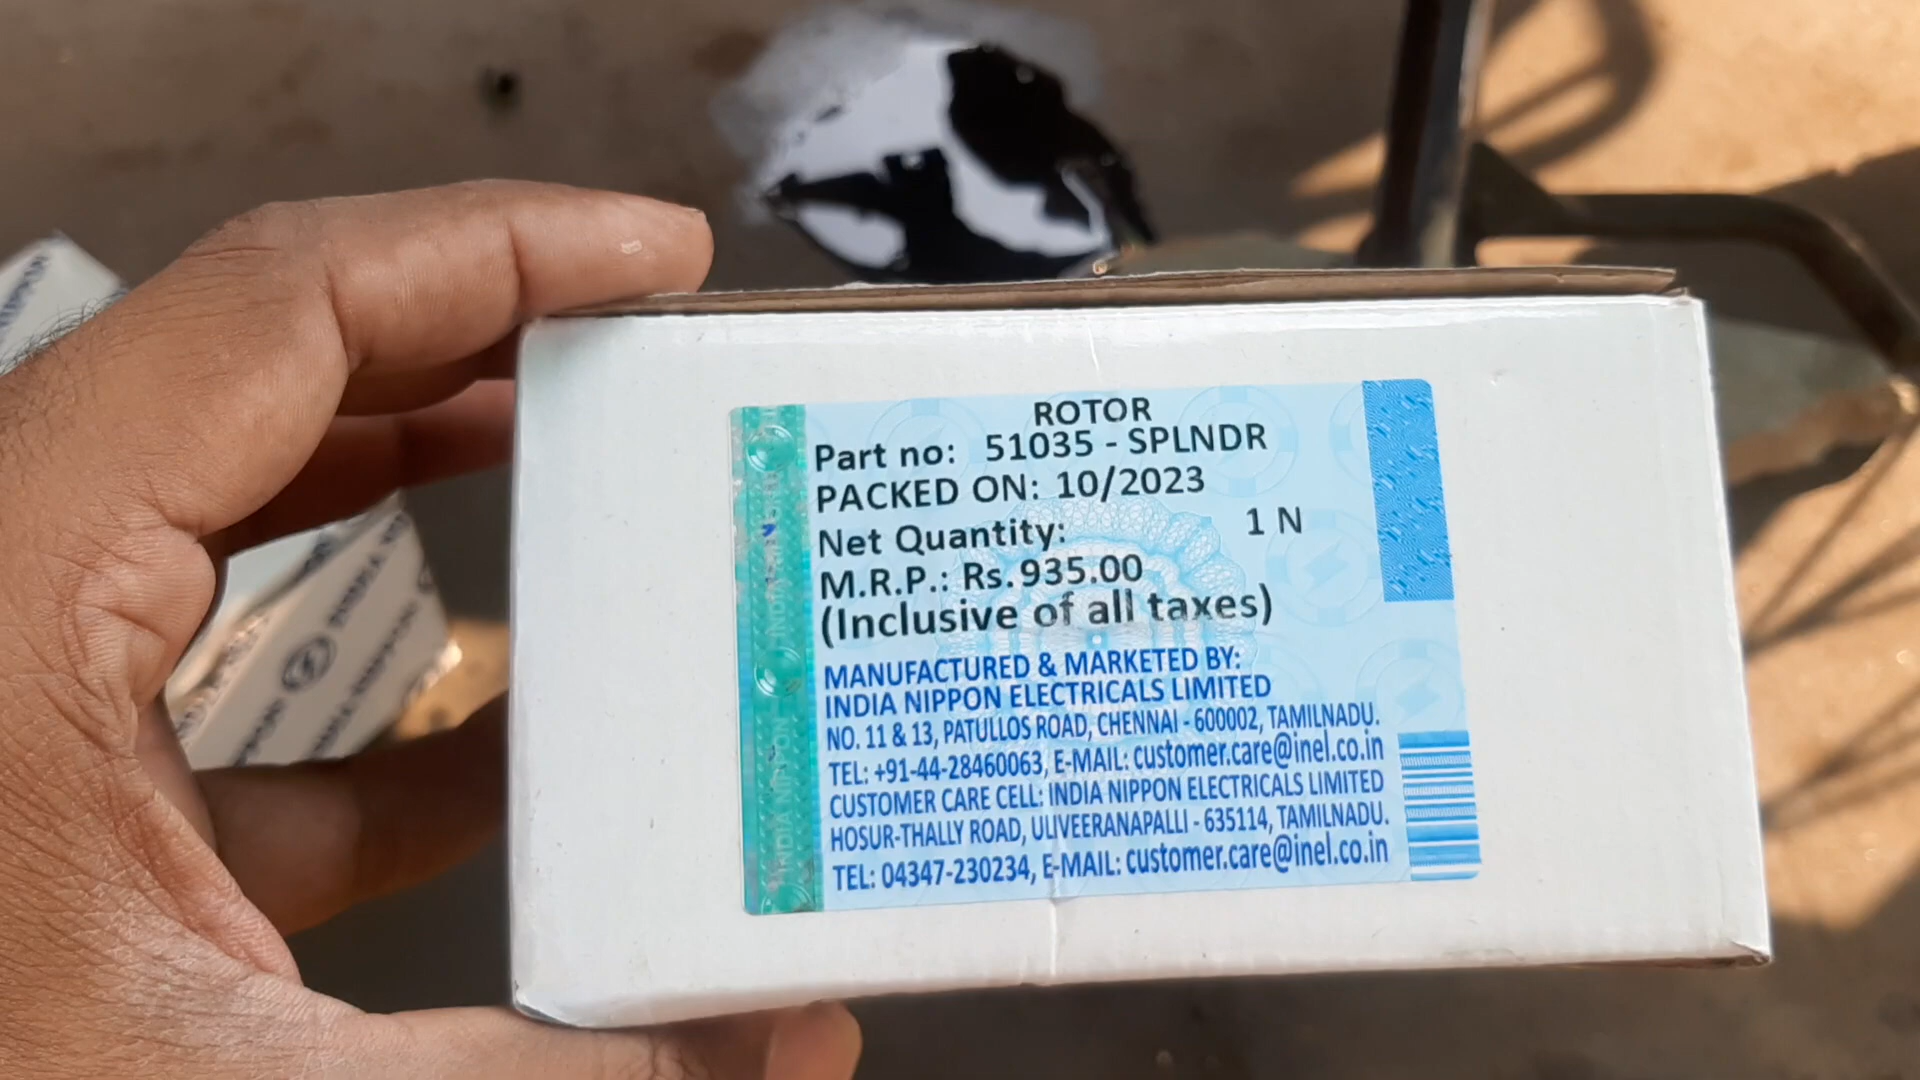 ROTOR
Part no: 51035 - SPLNDR
PACKED ON: 10/2023
Net Quantity: 1 N
M.R.P.: Rs.935.00
(Inclusive of all taxes)
MANUFACTURED & MARKETED BY:
INDIA NIPPON ELECTRICALS LIMITED
NO. 11 & 13, PATULLOS ROAD, CHENNAI - 600002, TAMILNADU.
TEL: +91-44-28460063, E-MAIL: customer.care@inel.co.in
CUSTOMER CARE CELL: INDIA NIPPON ELECTRICALS LIMITED
HOSUR-THALLY ROAD, ULIVEERANAPALLI - 635114, TAMILNADU.
TEL: 04347-230234, E-MAIL: customer.care@inel.co.in
INDIA NIPPON